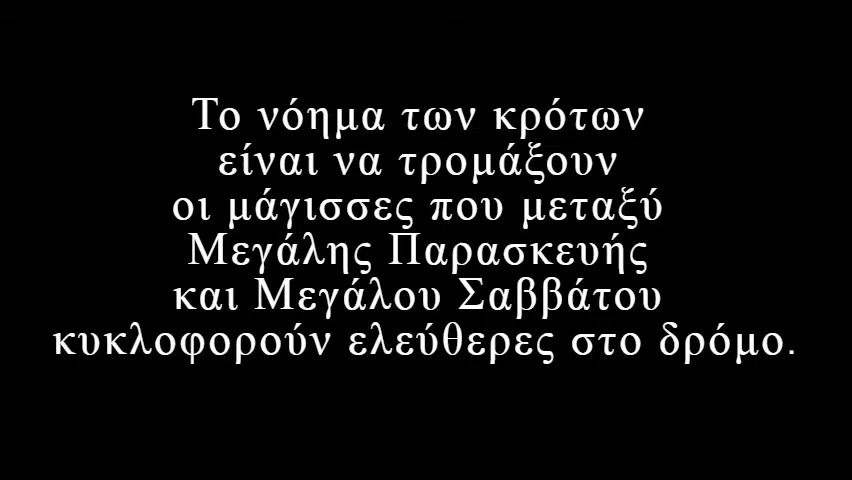 Το νόημα των κρότων
είναι να τρομάξουν
οι μάγισσες που μεταξύ
Μεγάλης Παρασκευής
και Μεγάλου Σαββάτου
κυκλοφορούν ελεύθερες στο δρόμο.